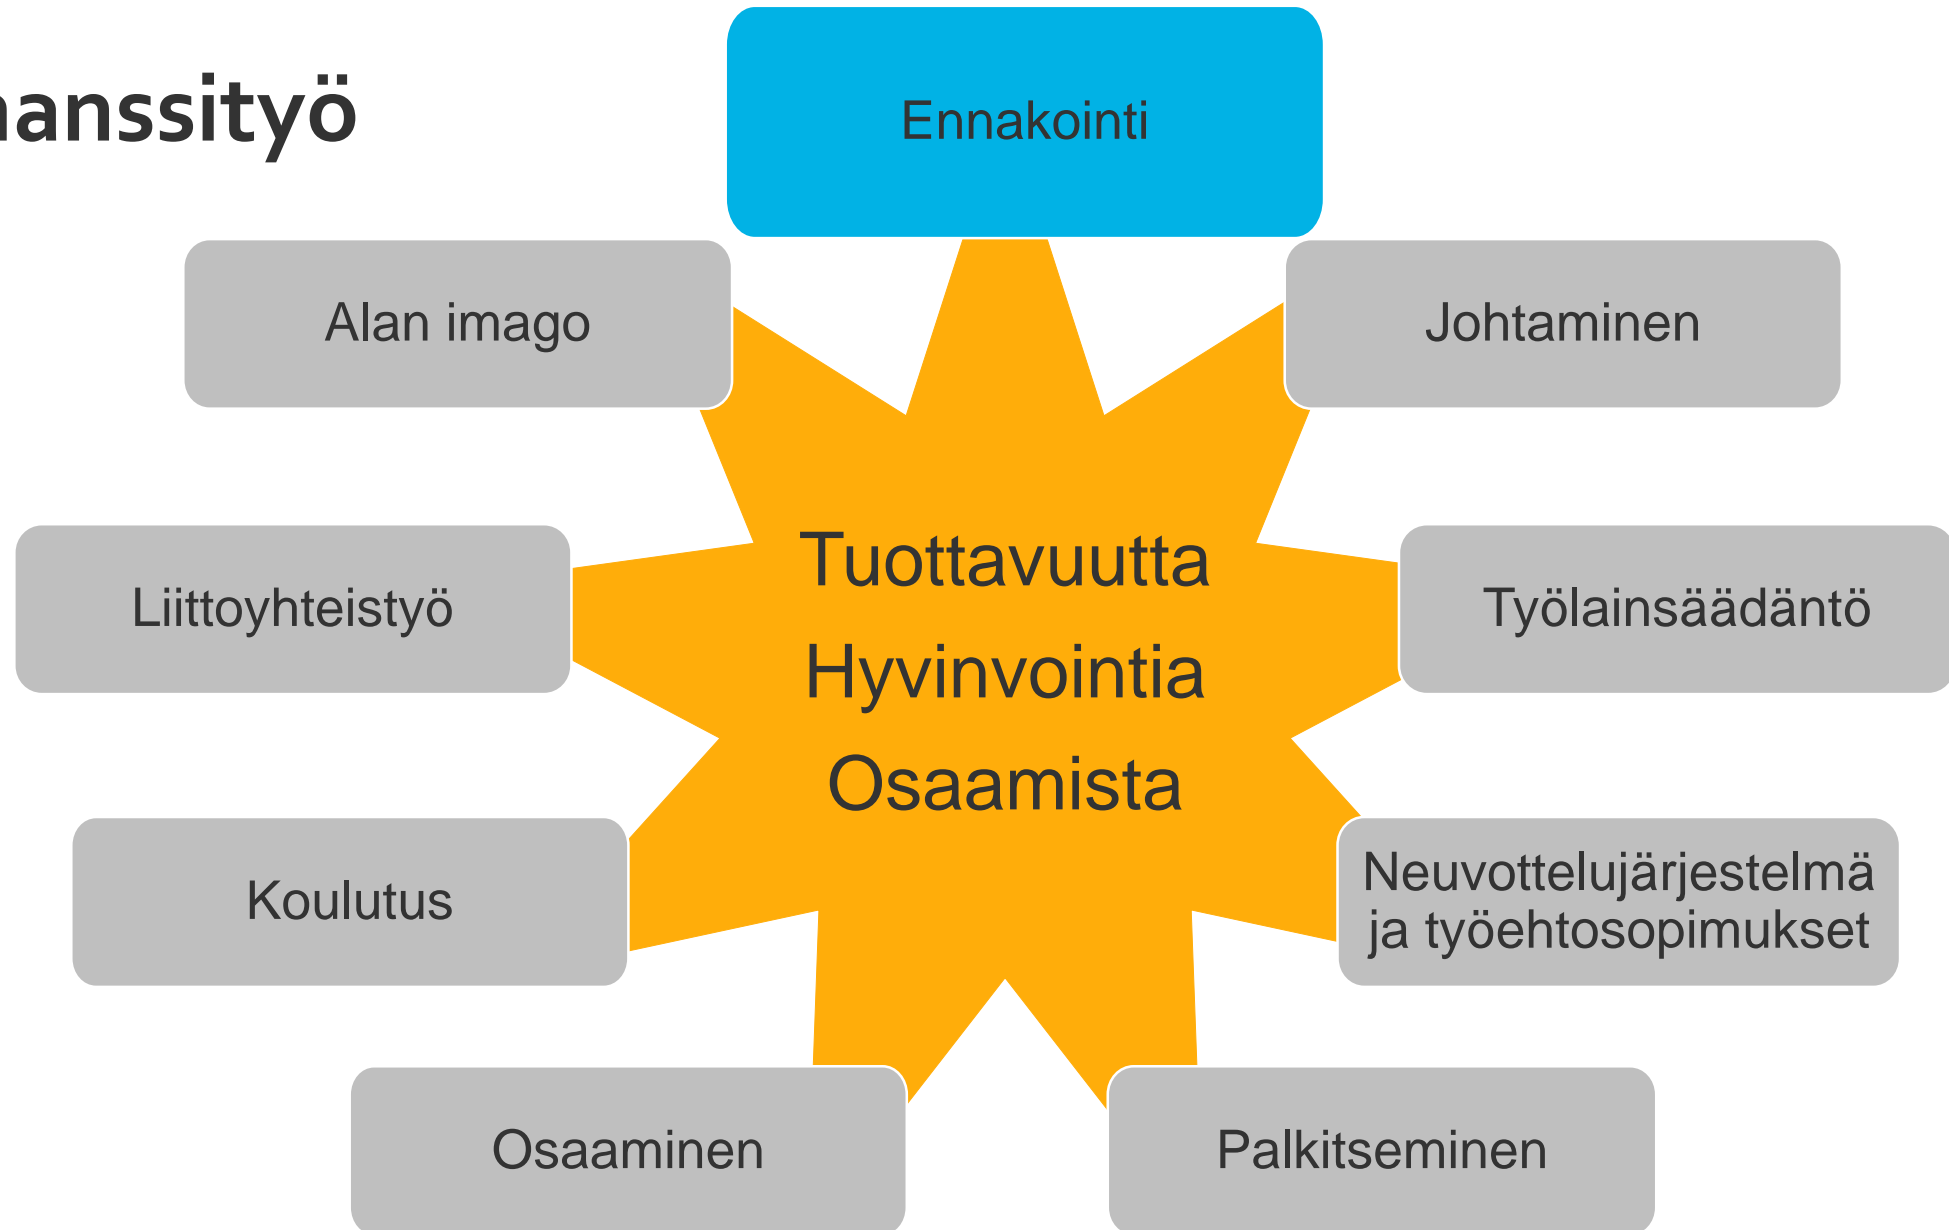 anssityö
Ennakointi
Alan imago
Johtaminen
Liittoyhteistyö
Tuottavuutta
Hyvinvointia
Osaamista
Työlainsäädäntö
Koulutus
Neuvottelujärjestelmä
ja työehtosopimukset
Osaaminen
Palkitseminen